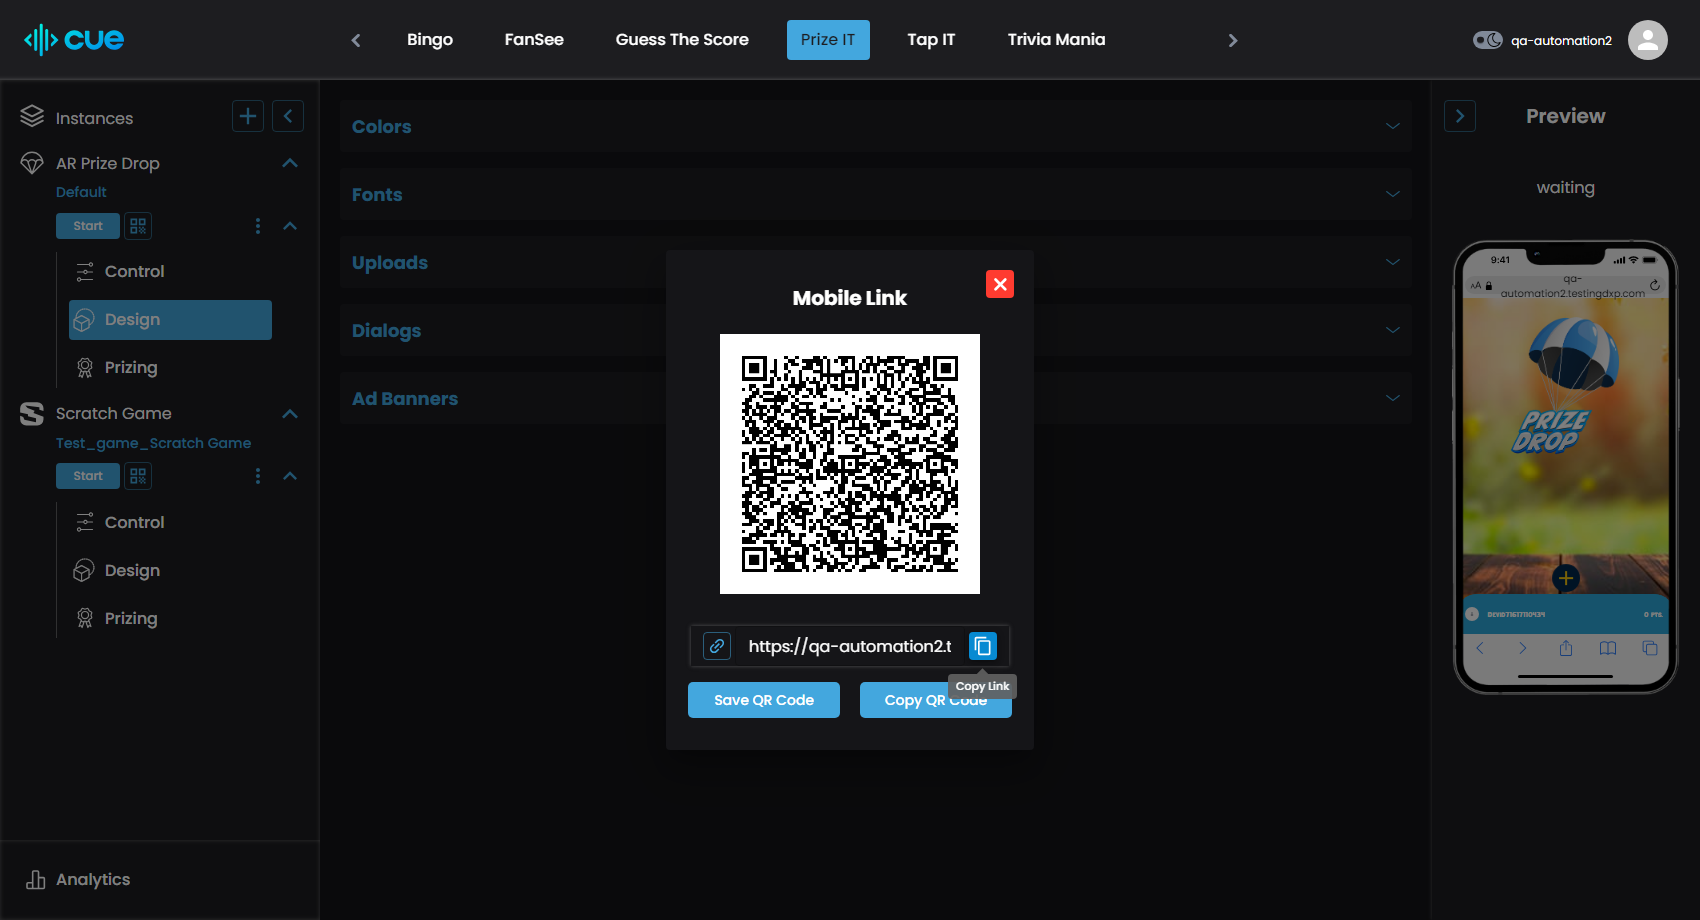 cue
Bingo
FanSee
Guess The Score
Prize IT
Tap IT
Trivia Mania
qa-automation2
Instances
AR Prize Drop
Default
Start
Control
Design
Prizing
Scratch Game
Test_game_Scratch Game
Start
Control
Design
Prizing
Analytics
Colors
Fonts
Uploads
Dialogs
Ad Banners
Mobile Link
https://qa-automation2.t
Copy Link
Save QR Code
Copy QR Code
Preview
waiting
9:41
AA
qa-
automation2.testingdxp.com
PRIZE
DROP
0 PTS.